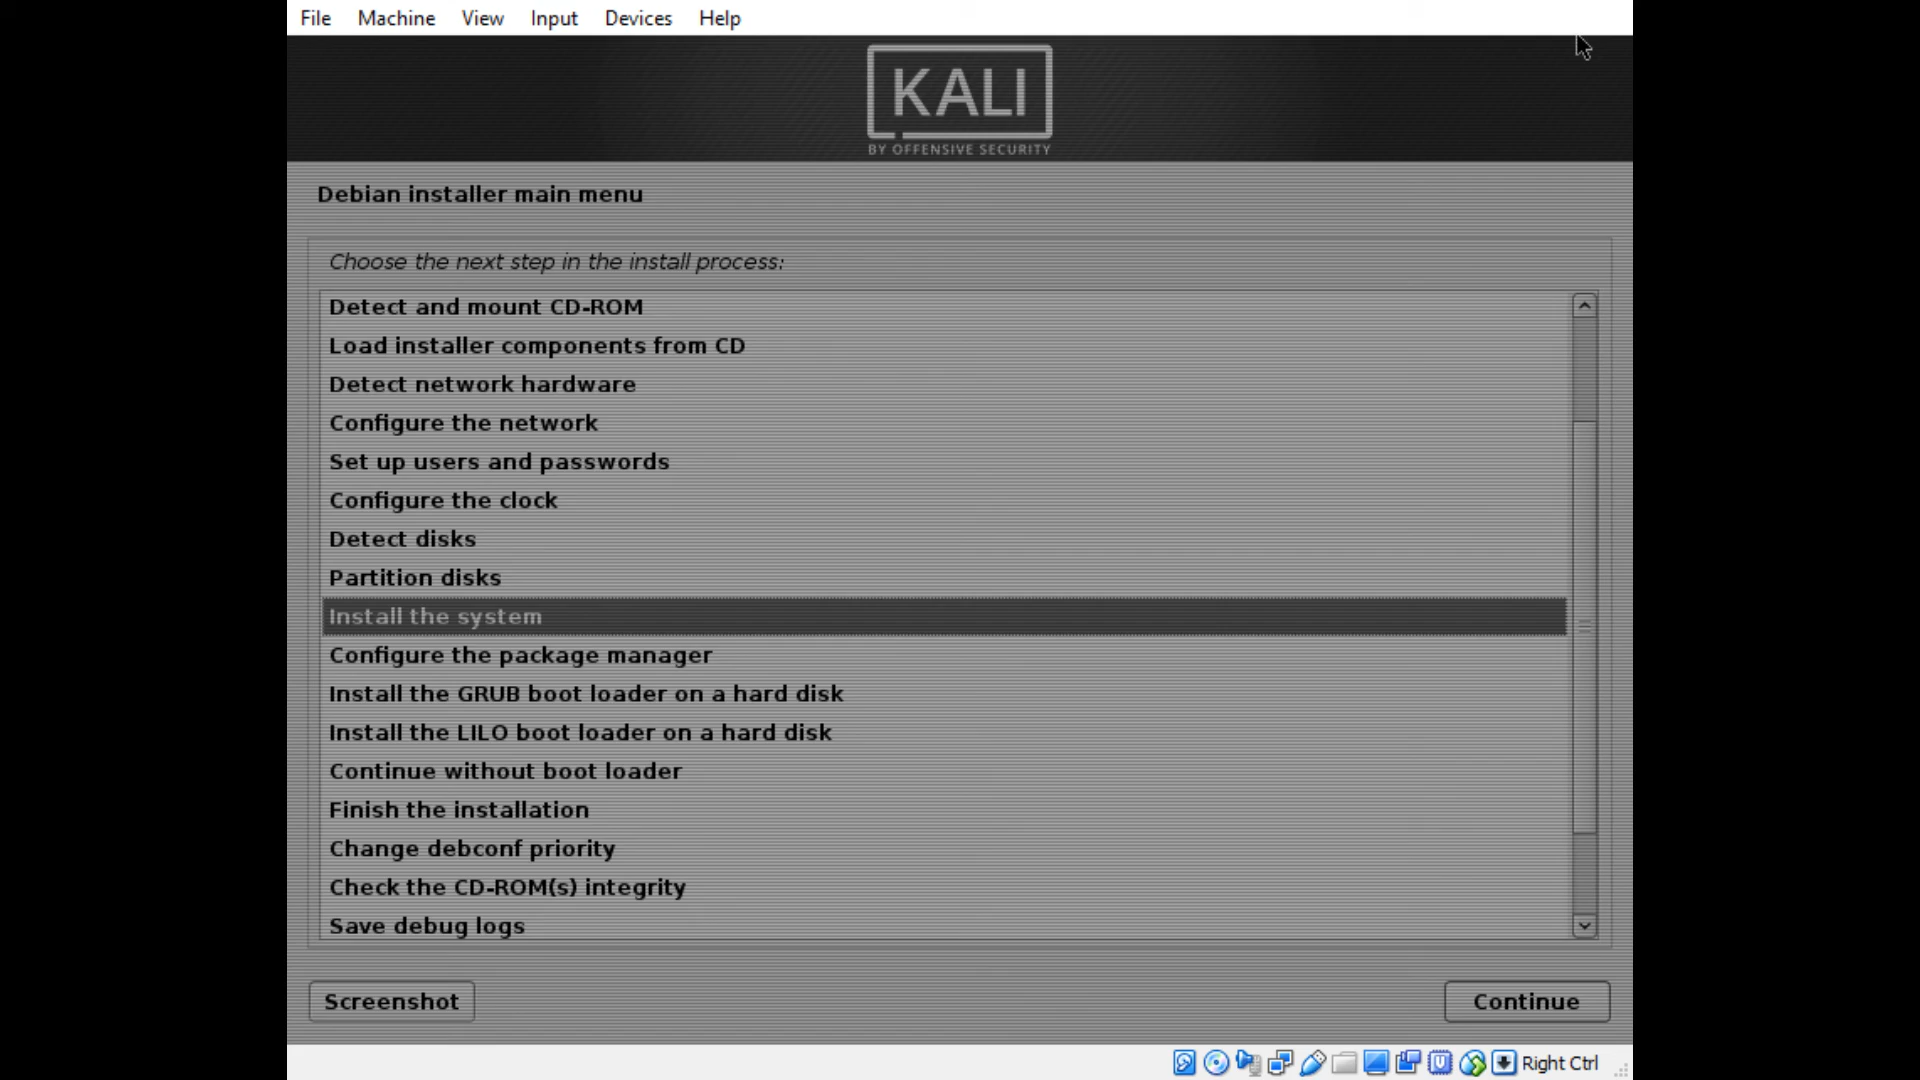 File Machine View Input Devices Help
KALI
BY OFFENSIVE SECURITY
Debian installer main menu
Choose the next step in the install process:
Detect and mount CD-ROM
Load installer components from CD
Detect network hardware
Configure the network
Set up users and passwords
Configure the clock
Detect disks
Partition disks
Install the system
Configure the package manager
Install the GRUB boot loader on a hard disk
Install the LILO boot loader on a hard disk
Continue without boot loader
Finish the installation
Change debconf priority
Check the CD-ROM(s) integrity
Save debug logs
Screenshot Continue
Right Ctrl